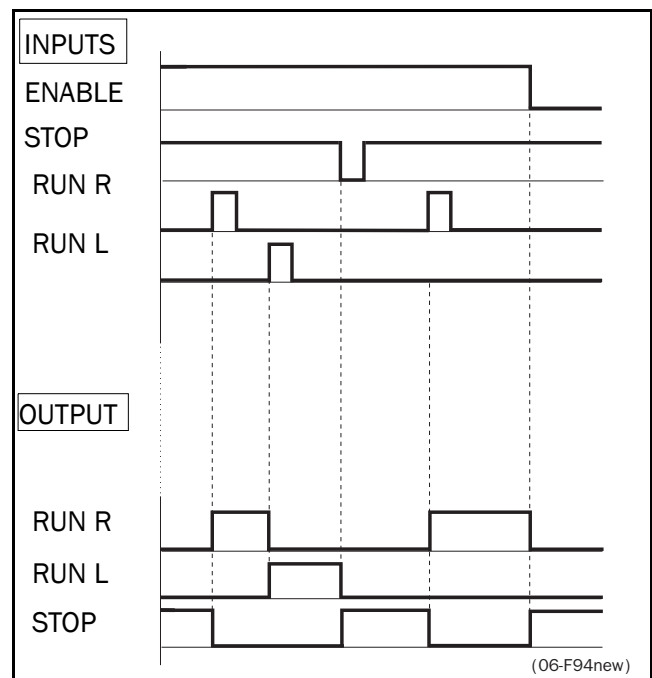 INPUTS
ENABLE
STOP
RUN R
RUN L
OUTPUT
RUN R
RUN L
STOP
(06-F94new)